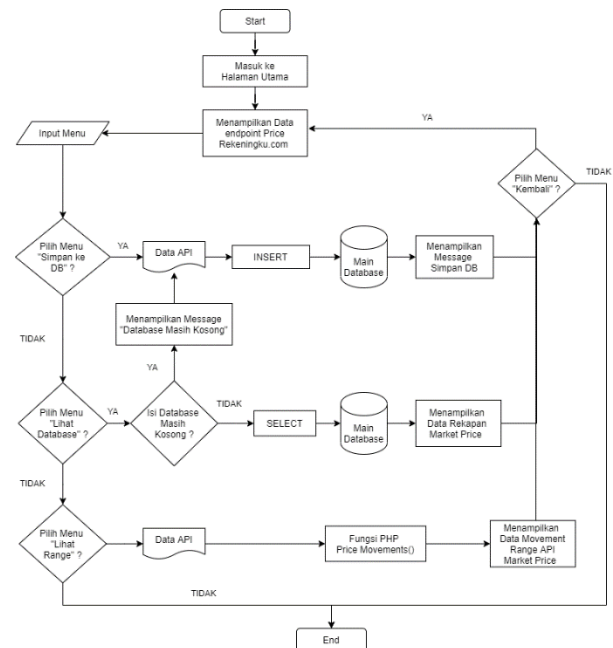 Start
Masuk ke
Halaman Utama
Menampilkan Data
endpoint Price
Rekeningku.com
Input Menu
YA
Pilih Menu
"Kembali" ?
TIDAK
Pilih Menu
"Simpan ke
DB" ?
YA
Data API
INSERT
Main
Database
Menampilkan
Message
Simpan DB
Menampilkan Message
"Database Masih Kosong"
TIDAK
YA
Pilih Menu
"Lihat
Database" ?
YA
Isi Database
Masih
Kosong ?
TIDAK
SELECT
Main
Database
Menampilkan
Data Rekapan
Market Price
TIDAK
Pilih Menu
"Lihat
Range" ?
Data API
Fungsi PHP
Price Movements()
Menampilkan
Data Movement
Range API
Market Price
TIDAK
End